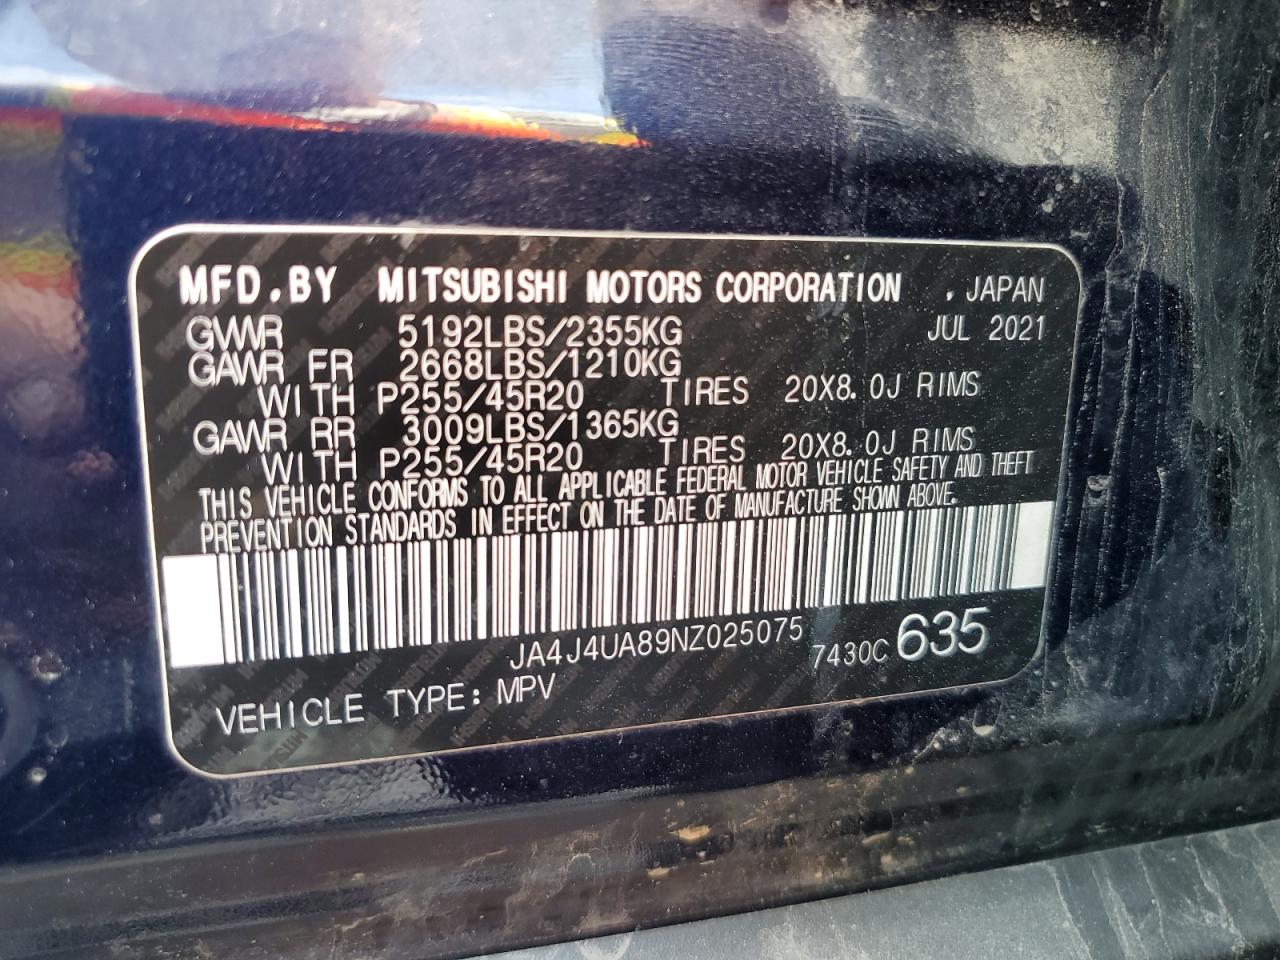 MFD.BY MITSUBISHI MOTORS CORPORATION . JAPAN
GVWR 5192LBS/2355KG JUL 2021
GAWR FR 2668LBS/1210KG
WITH P255/45R20 TIRES 20X8.0J RIMS
GAWR RR 3009LBS/1365KG
WITH P255/45R20 TIRES 20X8.0J RIMS
THIS VEHICLE CONFORMS TO ALL APPLICABLE FEDERAL MOTOR VEHICLE SAFETY AND THEFT
PREVENTION STANDARDS IN EFFECT ON THE DATE OF MANUFACTURE SHOWN ABOVE.
JA4J4UA89NZ025075 7430C 635
VEHICLE TYPE: MPV